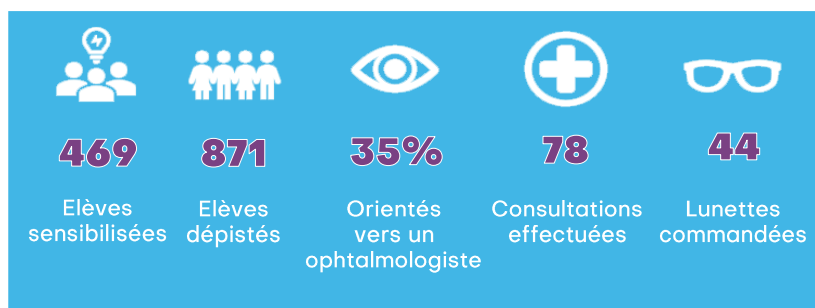 469
Elèves
sensibilisées
871
Elèves
dépistés
35%
Orientés
vers un
ophtalmologiste
78
Consultations
effectuées
44
Lunettes
commandées